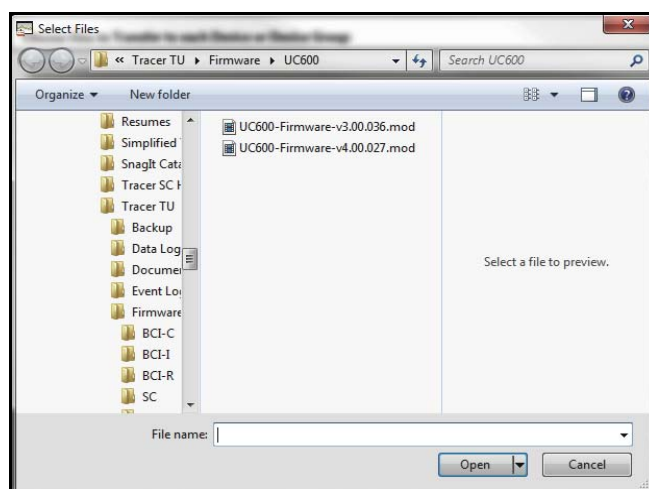 Select Files
« Tracer TU ▸ Firmware ▸ UC600
Search UC600
Organize
New folder
Resumes
Simplified
SnagIt Cata
Tracer SC H
Tracer TU
Backup
Data Log
Documen
Event Log
Firmware
BCI-C
BCI-I
BCI-R
SC
UC600-Firmware-v3.00.036.mod
UC600-Firmware-v4.00.027.mod
Select a file to preview.
File name:
Open
Cancel